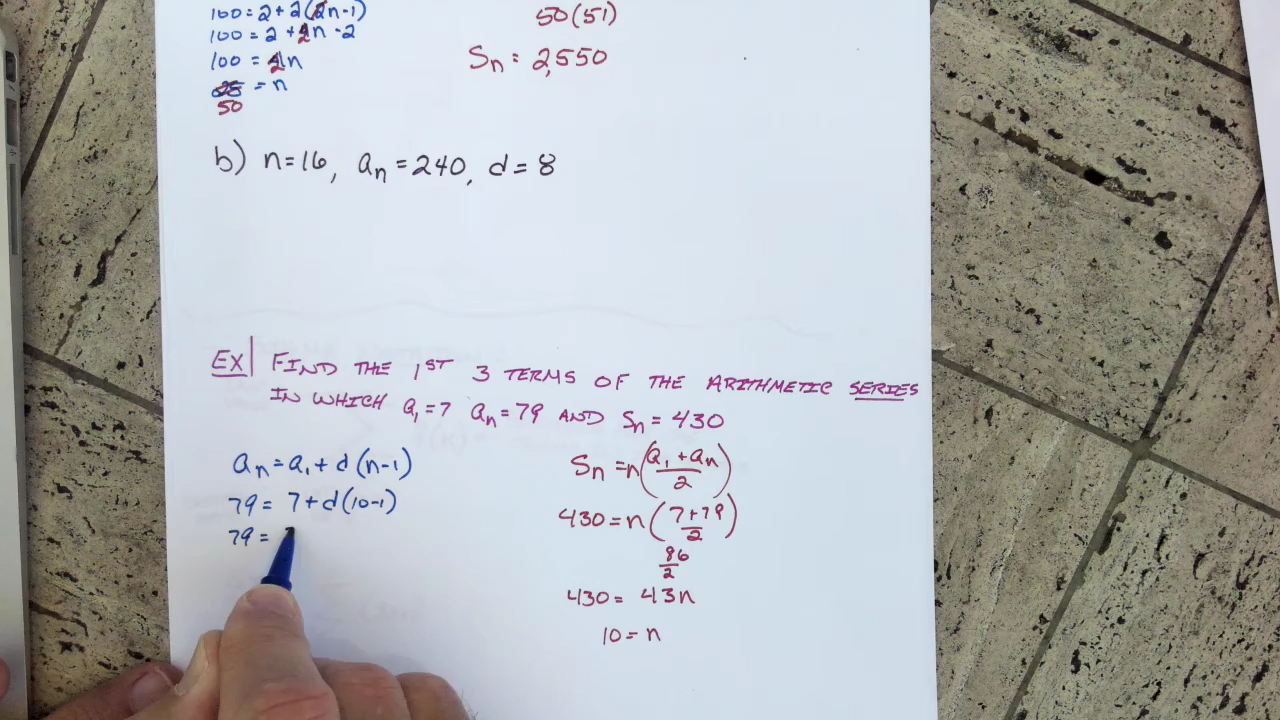 100 = 2 + 2(2n-1)
100 = 2 + 2n - 2
100 = 2n
= n
50
50(51)
Sn = 2,550
b) n=16, an = 240, d = 8
EX| FIND THE 1ST 3 TERMS OF THE ARITHMETIC SERIES
IN WHICH a1 = 7 an = 79 AND Sn = 430
an = a1 + d(n-1)
79 = 7 + d(10-1)
79 =
Sn = n(a1 + an / 2)
430 = n(7+79 / 2)
86 / 2
430 = 43n
10 = n